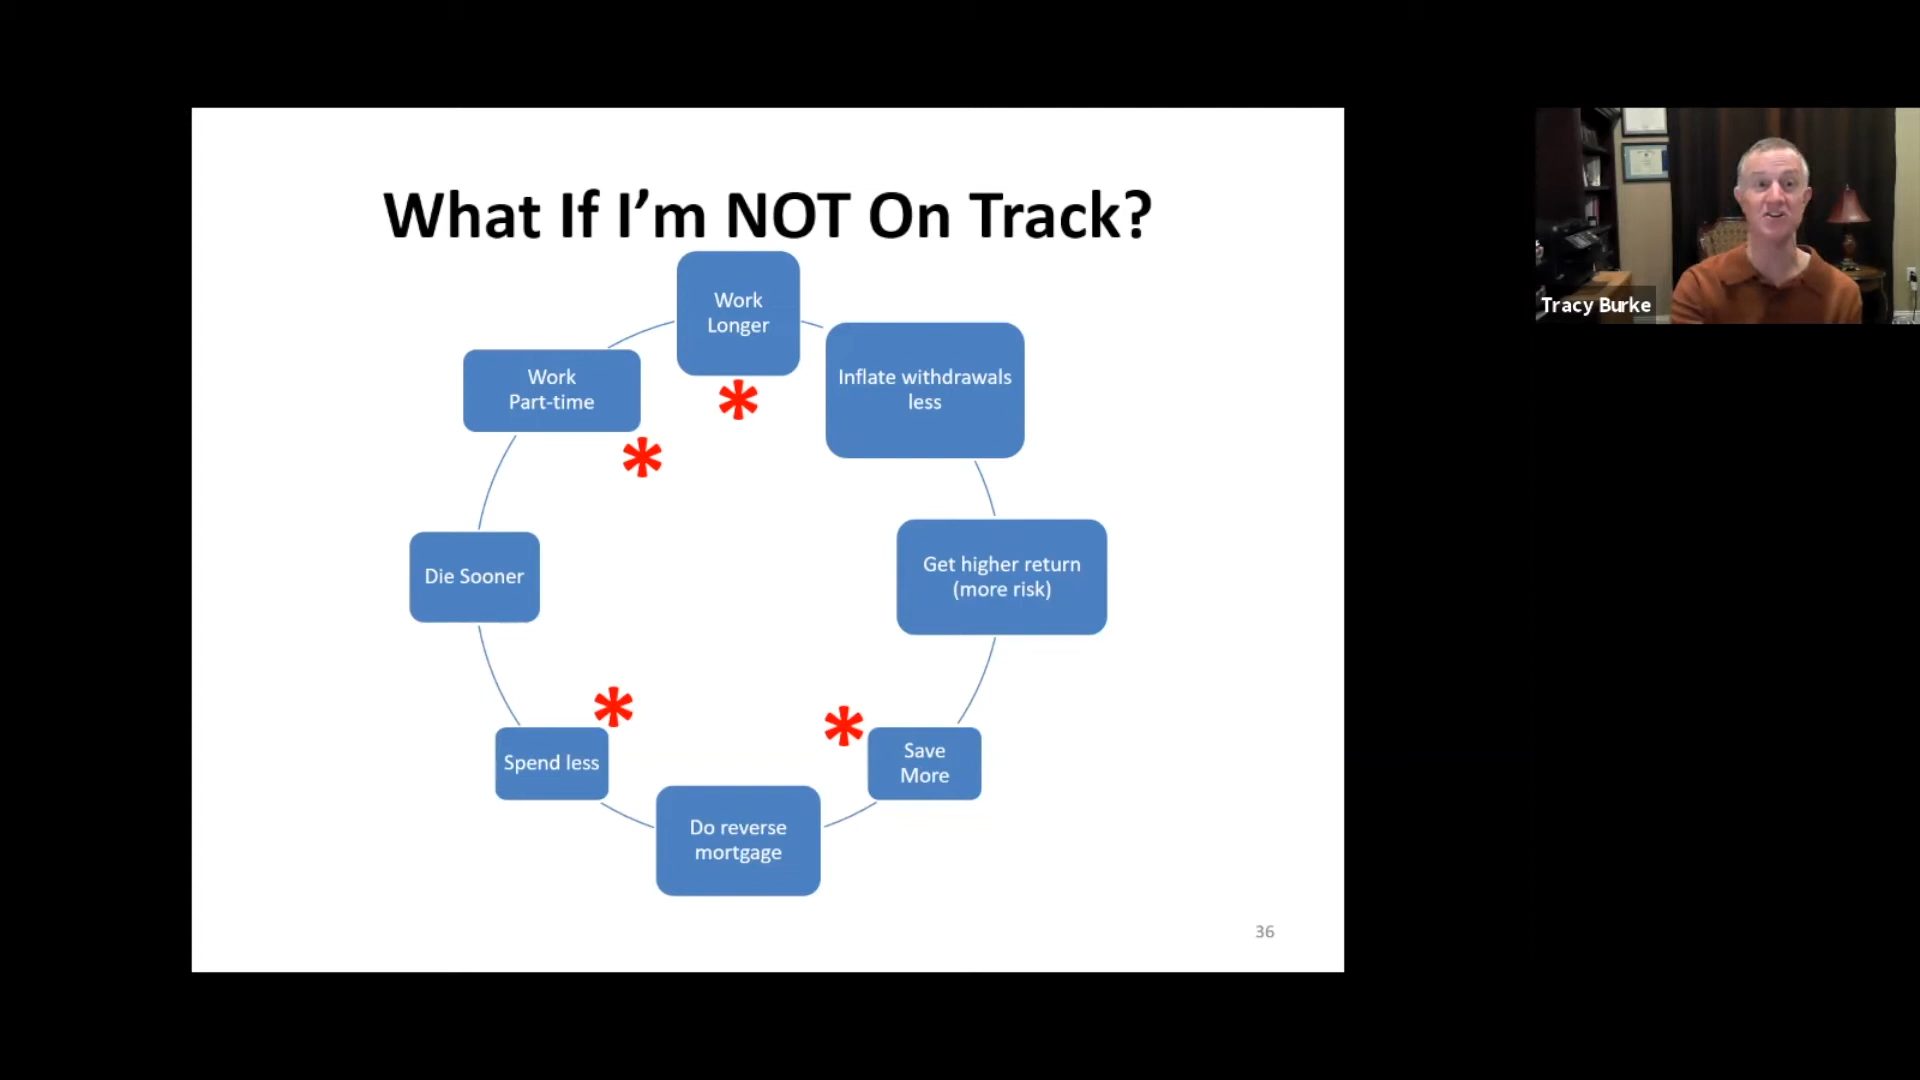 What If I’m NOT On Track?
Work
Longer
*
Inflate withdrawals
less
Get higher return
(more risk)
Save
More
*
Do reverse
mortgage
Spend less
*
Die Sooner
Work
Part-time
*
36
Tracy Burke